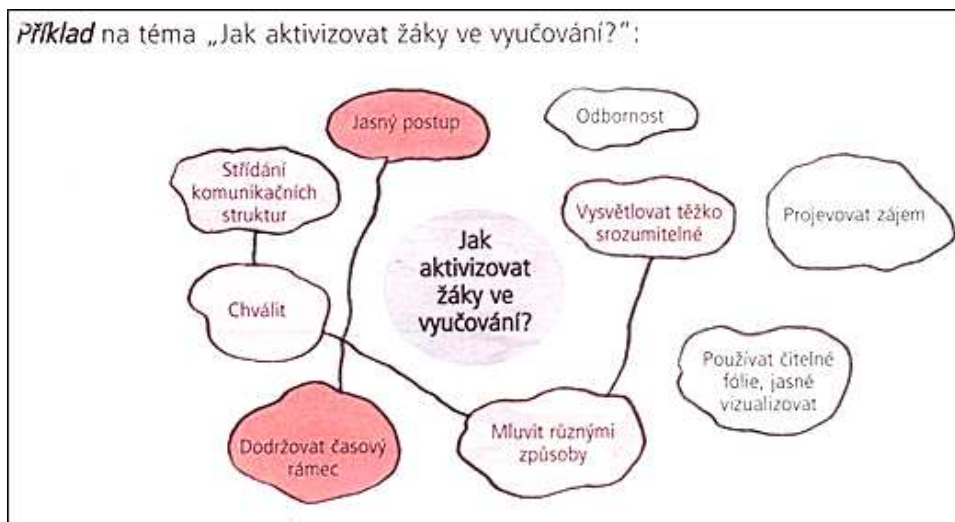 Příklad na téma „Jak aktivizovat žáky ve vyučování?":
Jasný postup
Odbornost
Střídání
komunikačních
struktur
Vysvětlovat těžko
srozumitelné
Projevovat zájem
Jak
aktivizovat
žáky ve
vyučování?
Chválit
Používat čitelné
fólie, jasné
vizualizovat
Dodržovat časový
rámec
Mluvit různými
způsoby